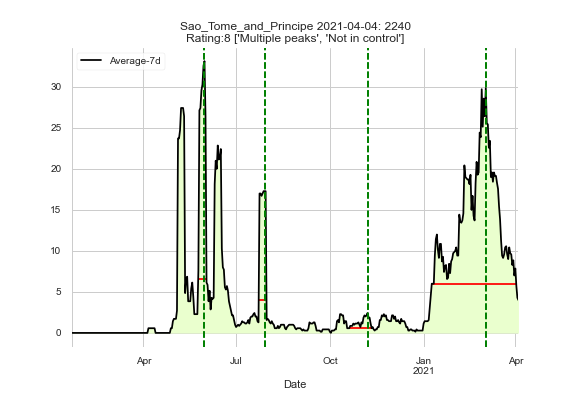 Sao_Tome_and_Principe 2021-04-04: 2240
Rating:8 ['Multiple peaks', 'Not in control']
Average-7d
30
25
20
15
10
5
0
Apr Jul Oct Jan Apr
2021
Date